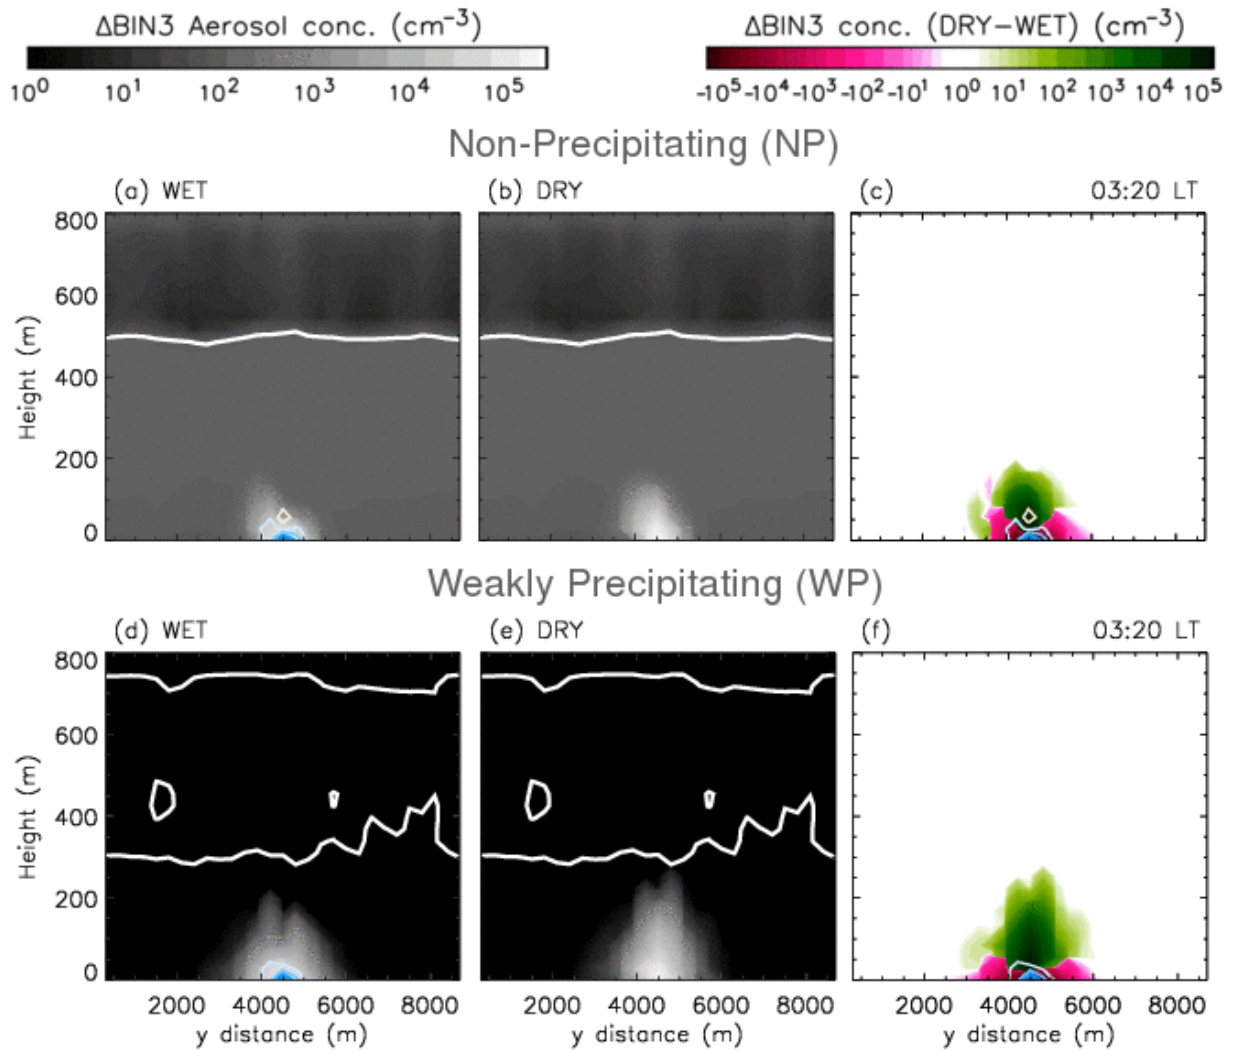 ΔBIN3 Aerosol conc. (cm⁻³) ΔBIN3 conc. (DRY−WET) (cm⁻³)
10⁰ 10¹ 10² 10³ 10⁴ 10⁵ -10⁵ -10⁴ -10³ -10² -10¹ 10⁰ 10¹ 10² 10³ 10⁴ 10⁵
Non-Precipitating (NP)
(a) WET (b) DRY (c) 03:20 LT
800
600
400
200
0
Height (m)
Weakly Precipitating (WP)
(d) WET (e) DRY (f) 03:20 LT
800
600
400
200
0
Height (m)
2000 4000 6000 8000 2000 4000 6000 8000 2000 4000 6000 8000
y distance (m) y distance (m) y distance (m)